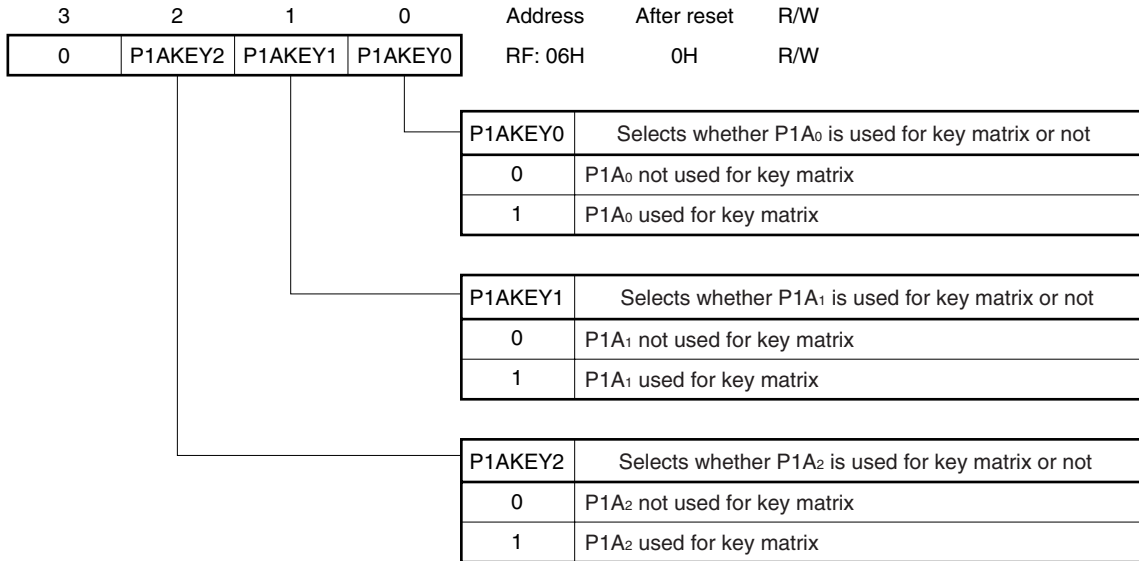 3 2 1 0 Address After reset R/W
0 P1AKEY2 P1AKEY1 P1AKEY0 RF: 06H 0H R/W
P1AKEY0 Selects whether P1A₀ is used for key matrix or not
0 P1A₀ not used for key matrix
1 P1A₀ used for key matrix
P1AKEY1 Selects whether P1A₁ is used for key matrix or not
0 P1A₁ not used for key matrix
1 P1A₁ used for key matrix
P1AKEY2 Selects whether P1A₂ is used for key matrix or not
0 P1A₂ not used for key matrix
1 P1A₂ used for key matrix